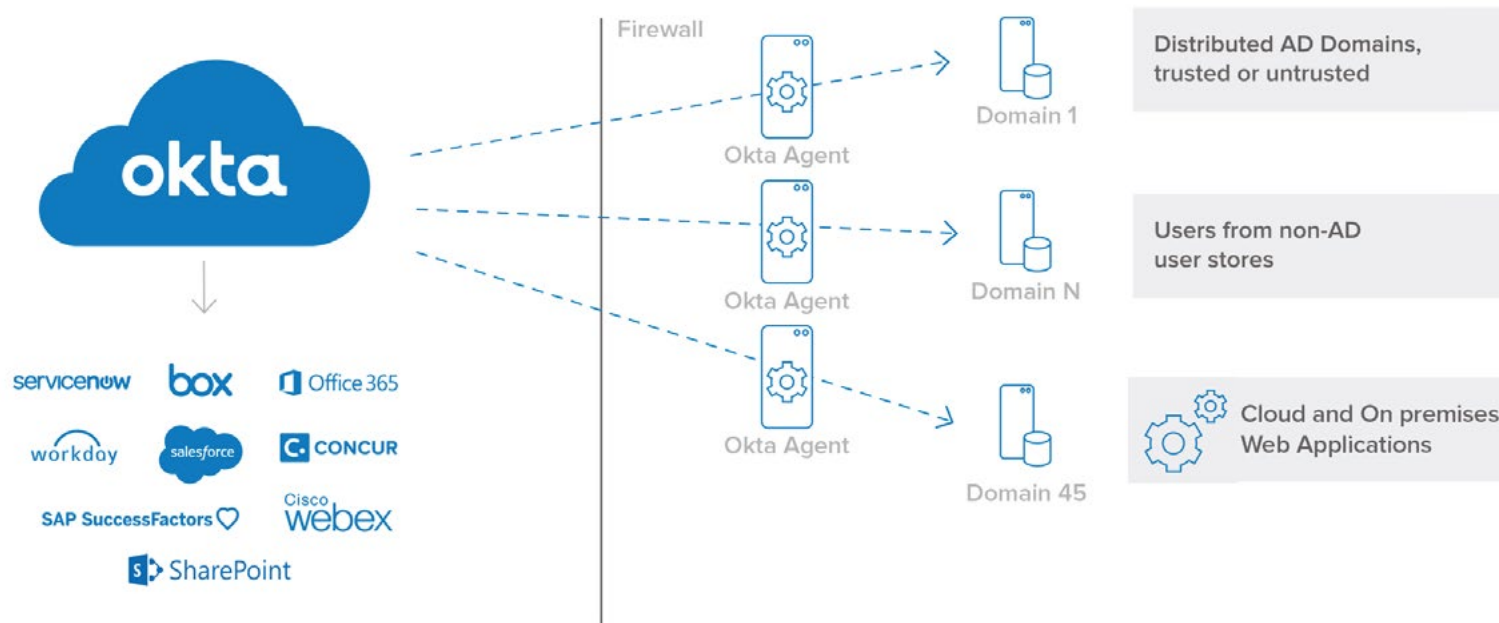 okta
servicenow
box
Office 365
workday
salesforce
C. CONCUR
SAP SuccessFactors
Cisco
webex
S SharePoint
Firewall
Okta Agent
Domain 1
Distributed AD Domains,
trusted or untrusted
Okta Agent
Domain N
Users from non-AD
user stores
Okta Agent
Domain 45
Cloud and On premises
Web Applications